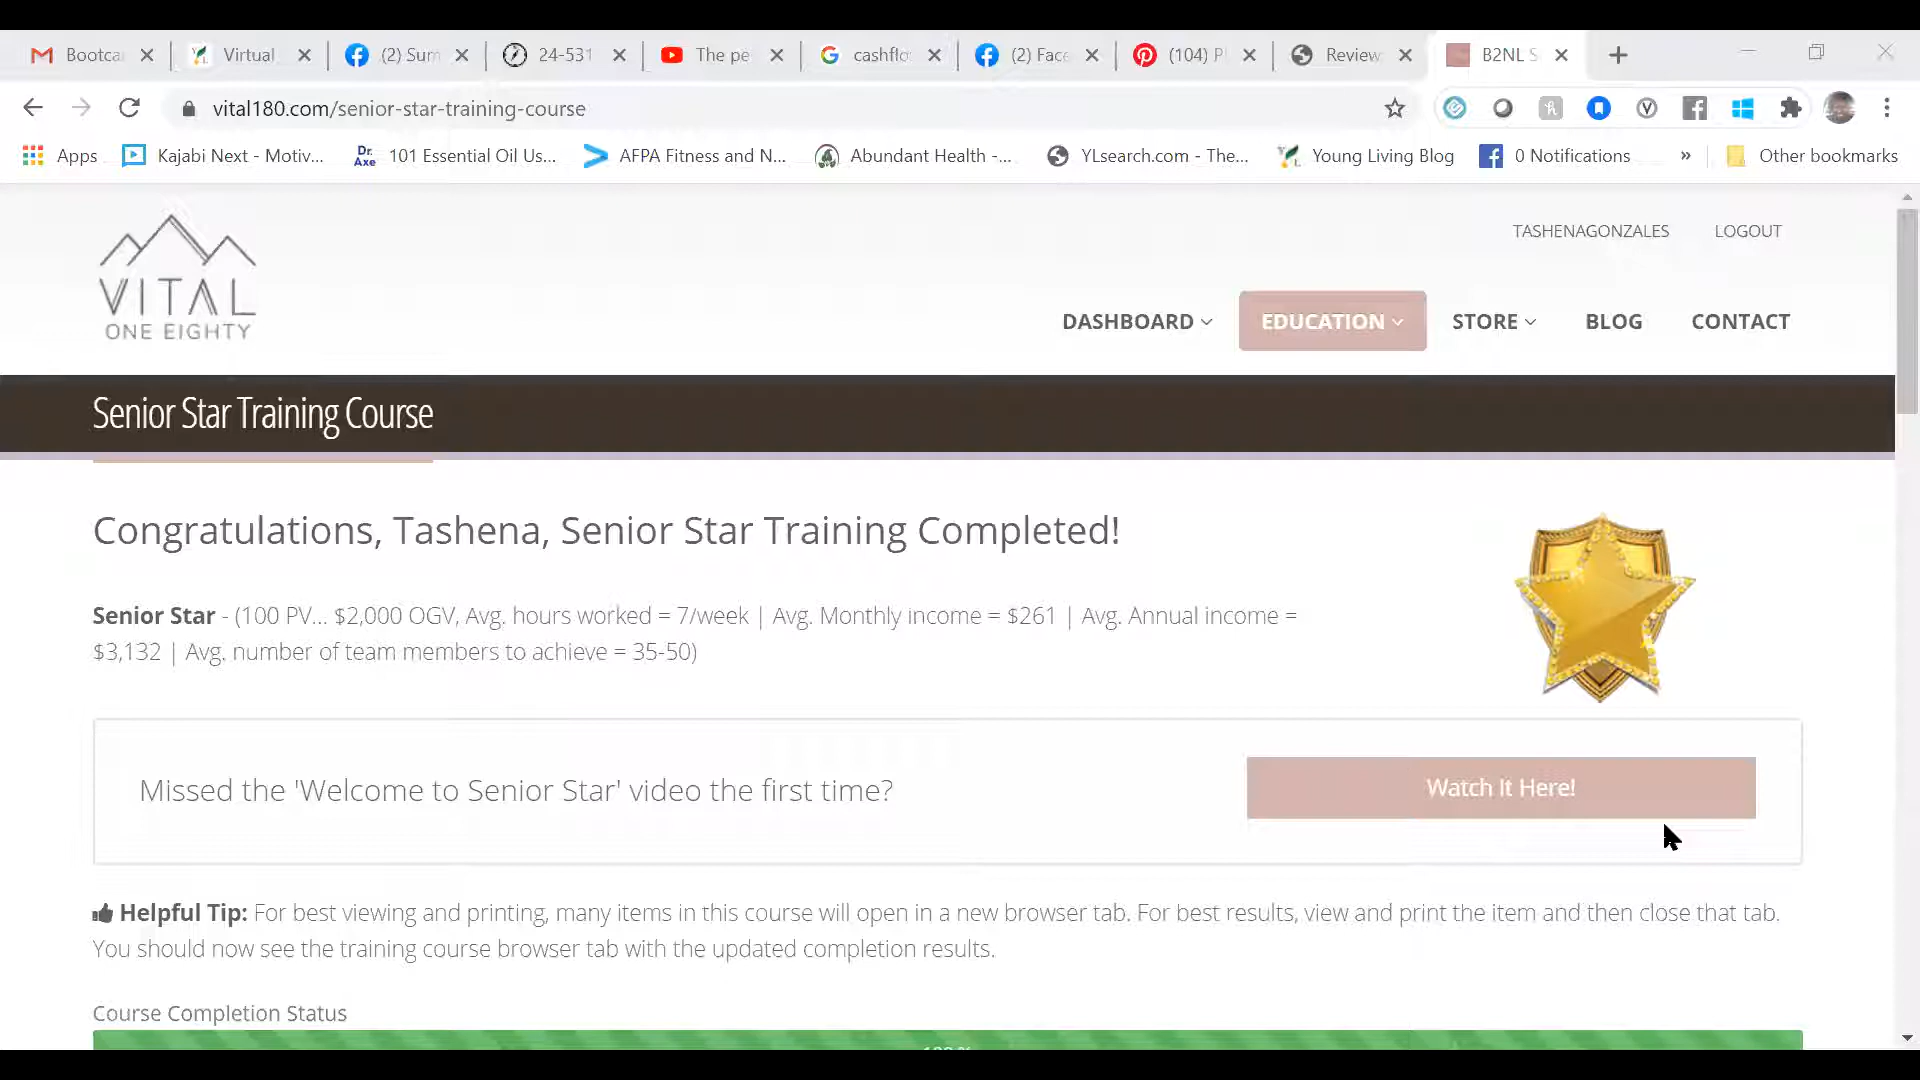 Bootca
Virtual
(2) Sum
24-531
The pe
cashflo
(2) Face
(104) P
Review
B2NL S
vital180.com/senior-star-training-course
Apps
Kajabi Next - Motiv...
Dr. Axe
101 Essential Oil Us...
AFPA Fitness and N...
Abundant Health -...
YLsearch.com - The...
Young Living Blog
0 Notifications
»
Other bookmarks
TASHENAGONZALES
LOGOUT
VITAL
ONE EIGHTY
DASHBOARD
EDUCATION
STORE
BLOG
CONTACT
Senior Star Training Course
Congratulations, Tashena, Senior Star Training Completed!
Senior Star - (100 PV... $2,000 OGV, Avg. hours worked = 7/week | Avg. Monthly income = $261 | Avg. Annual income =
$3,132 | Avg. number of team members to achieve = 35-50)
Missed the 'Welcome to Senior Star' video the first time?
Watch It Here!
Helpful Tip: For best viewing and printing, many items in this course will open in a new browser tab. For best results, view and print the item and then close that tab.
You should now see the training course browser tab with the updated completion results.
Course Completion Status